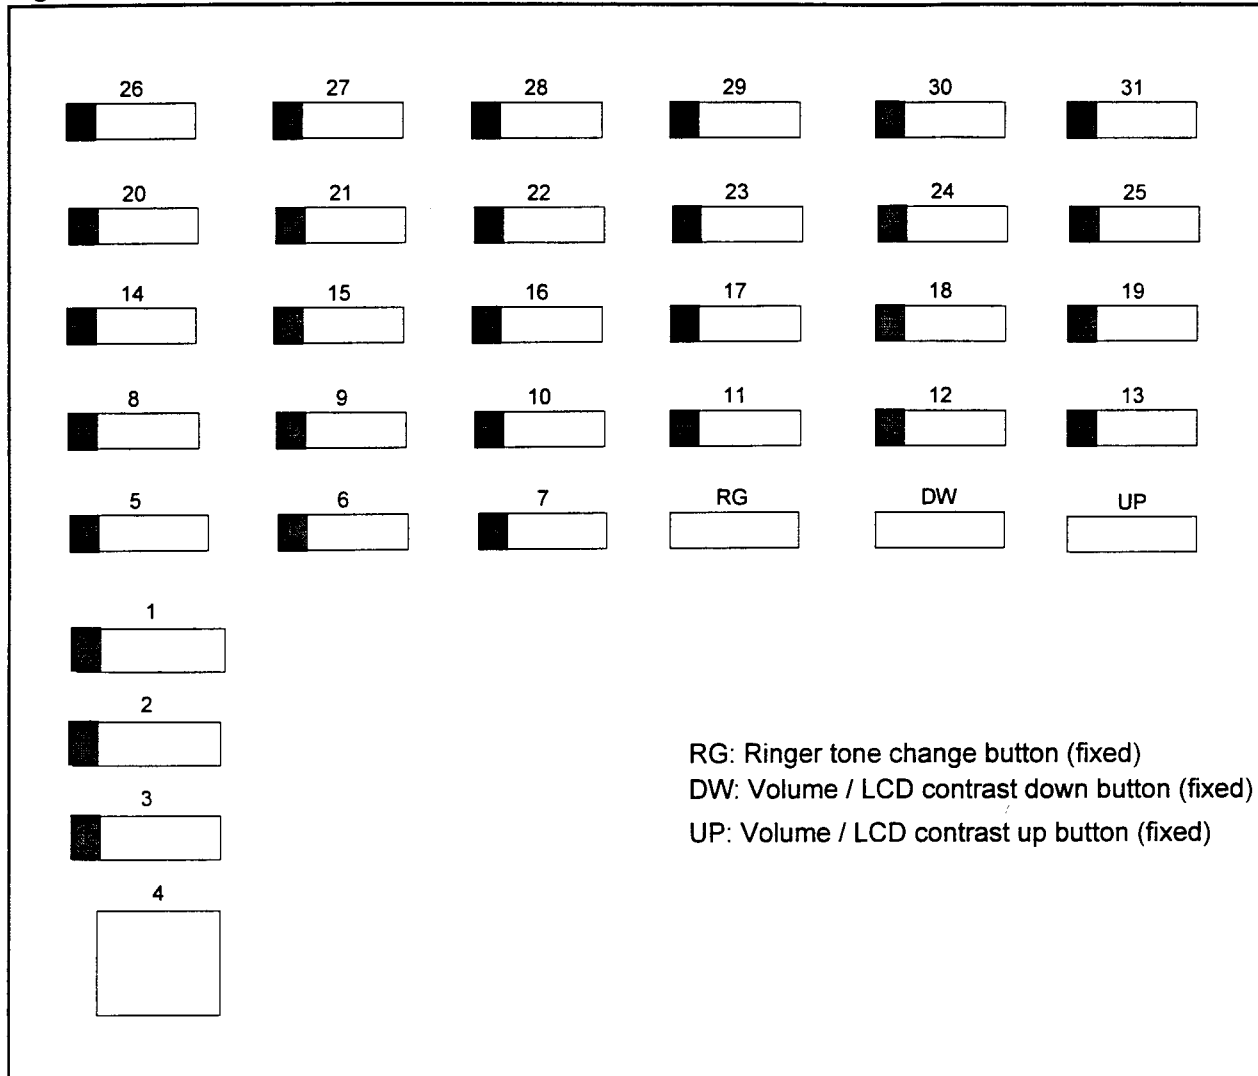 26 27 28 29 30 31
20 21 22 23 24 25
14 15 16 17 18 19
8 9 10 11 12 13
5 6 7 RG DW UP
1
2
3
4
RG: Ringer tone change button (fixed)
DW: Volume / LCD contrast down button (fixed)
UP: Volume / LCD contrast up button (fixed)